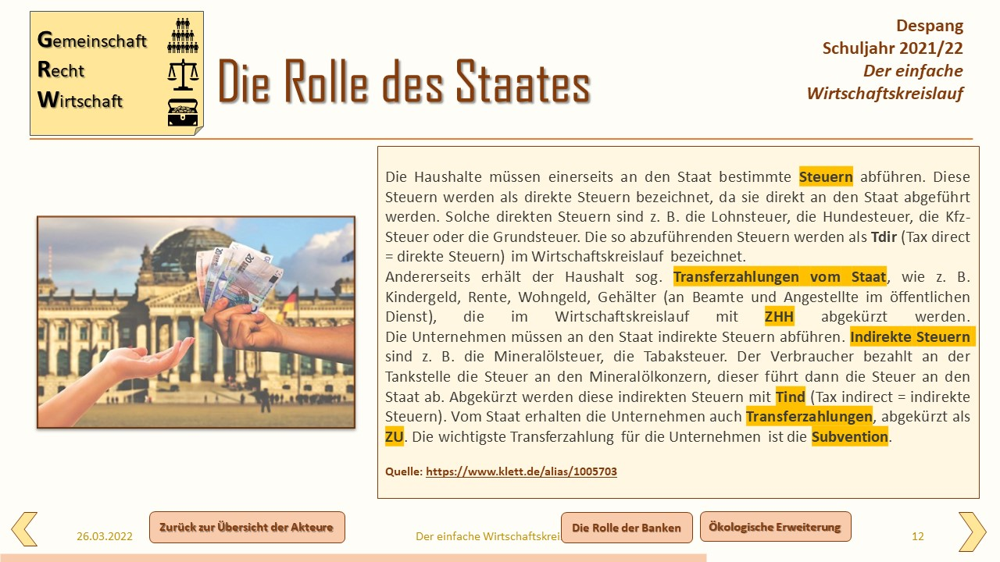 Gemeinschaft
Recht
Wirtschaft
Die Rolle des Staates
Despang
Schuljahr 2021/22
Der einfache
Wirtschaftskreislauf
Die Haushalte müssen einerseits an den Staat bestimmte Steuern abführen. Diese
Steuern werden als direkte Steuern bezeichnet, da sie direkt an den Staat abgeführt
werden. Solche direkten Steuern sind z. B. die Lohnsteuer, die Hundesteuer, die Kfz-
Steuer oder die Grundsteuer. Die so abzuführenden Steuern werden als Tdir (Tax direct
= direkte Steuern) im Wirtschaftskreislauf bezeichnet.
Andererseits erhält der Haushalt sog. Transferzahlungen vom Staat, wie z. B.
Kindergeld, Rente, Wohngeld, Gehälter (an Beamte und Angestellte im öffentlichen
Dienst), die im Wirtschaftskreislauf mit ZHH abgekürzt werden.
Die Unternehmen müssen an den Staat indirekte Steuern abführen. Indirekte Steuern
sind z. B. die Mineralölsteuer, die Tabaksteuer. Der Verbraucher bezahlt an der
Tankstelle die Steuer an den Mineralölkonzern, dieser führt dann die Steuer an den
Staat ab. Abgekürzt werden diese indirekten Steuern mit Tind (Tax indirect = indirekte
Steuern). Vom Staat erhalten die Unternehmen auch Transferzahlungen, abgekürzt als
ZU. Die wichtigste Transferzahlung für die Unternehmen ist die Subvention.
Quelle: https://www.klett.de/alias/1005703
26.03.2022
Zurück zur Übersicht der Akteure
Der einfache Wirtschaftskrei
Die Rolle der Banken
Ökologische Erweiterung
12